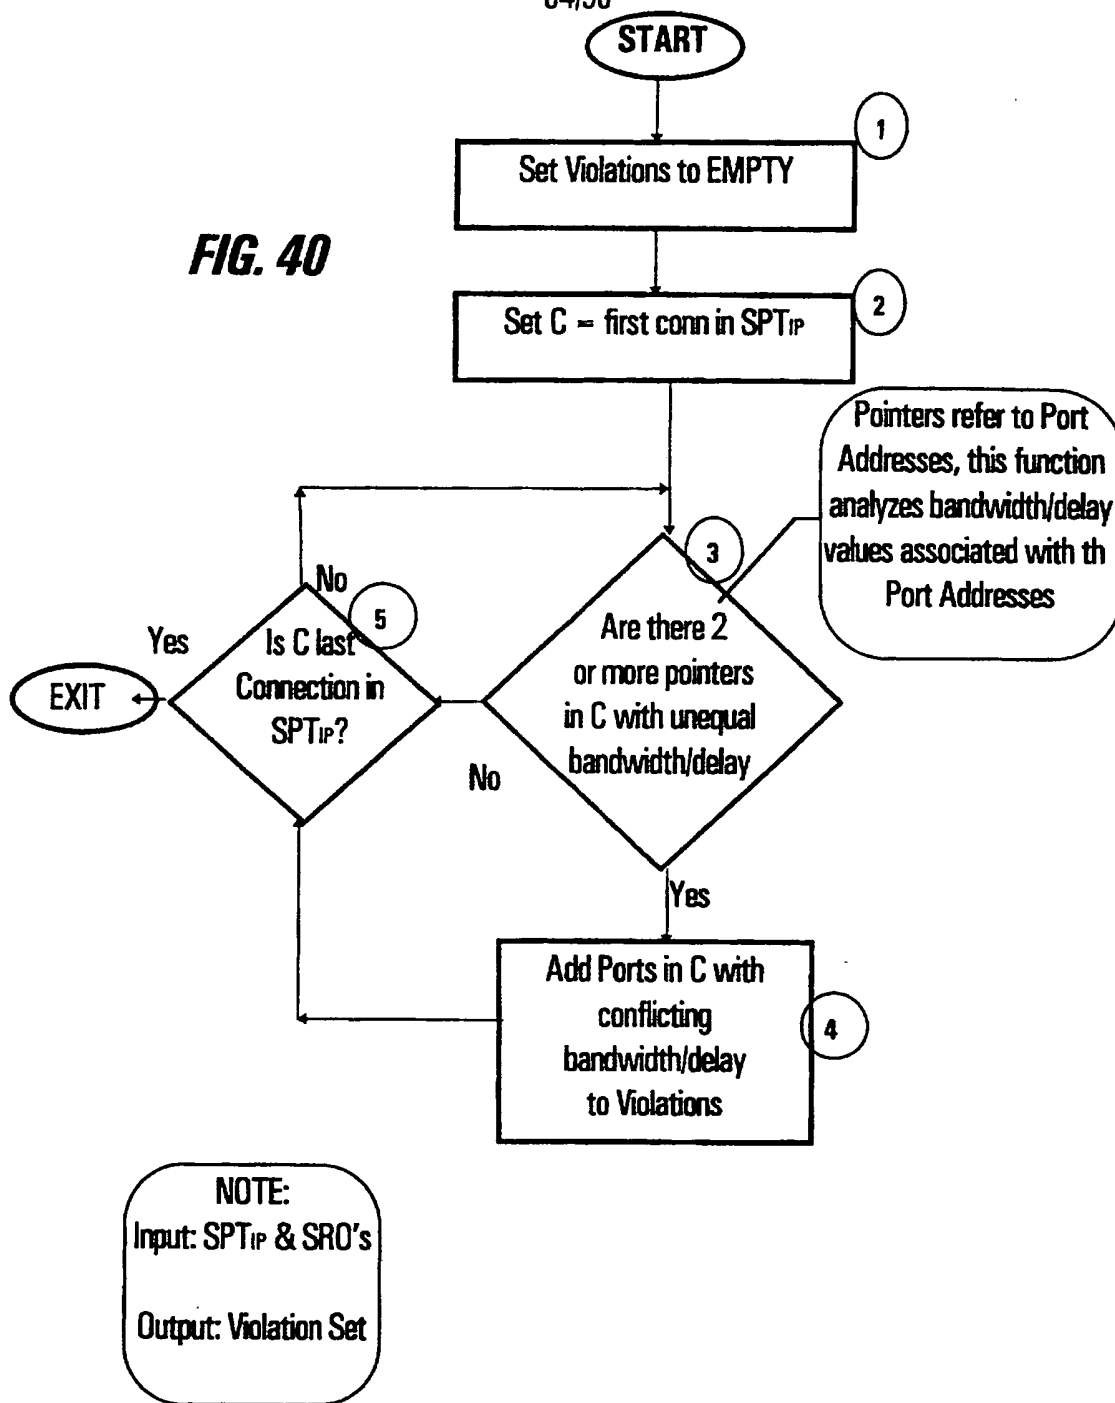 START
1
Set Violations to EMPTY
FIG. 40
2
Set C = first conn in SPTIP
Pointers refer to Port
Addresses, this function
analyzes bandwidth/delay
values associated with th
Port Addresses
3
Are there 2
or more pointers
in C with unequal
bandwidth/delay
No
5
Is C last
Connection in
SPTIP?
Yes
EXIT
No
Yes
Add Ports in C with
conflicting
bandwidth/delay
to Violations
4
NOTE:
Input: SPTIP & SRO's
Output: Violation Set